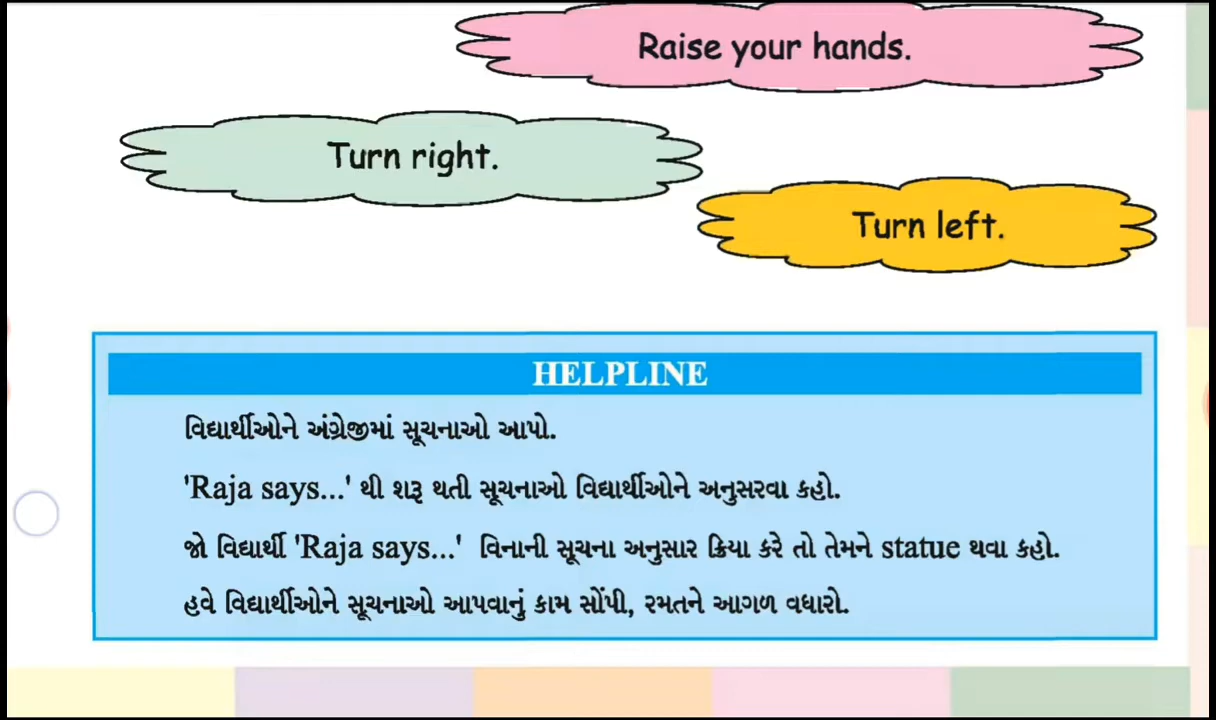 Raise your hands.
Turn right.
Turn left.
HELPLINE
વિદ્યાર્થીઓને અંગ્રેજીમાં સૂચનાઓ આપો.
'Raja says...' થી શરૂ થતી સૂચનાઓ વિદ્યાર્થીઓને અનુસરવા કહો.
જો વિદ્યાર્થી 'Raja says...' વિનાની સૂચના અનુસાર ક્રિયા કરે તો તેમને statue થવા કહો.
હવે વિદ્યાર્થીઓને સૂચનાઓ આપવાનું કામ સોંપી, રમતને આગળ વધારો.